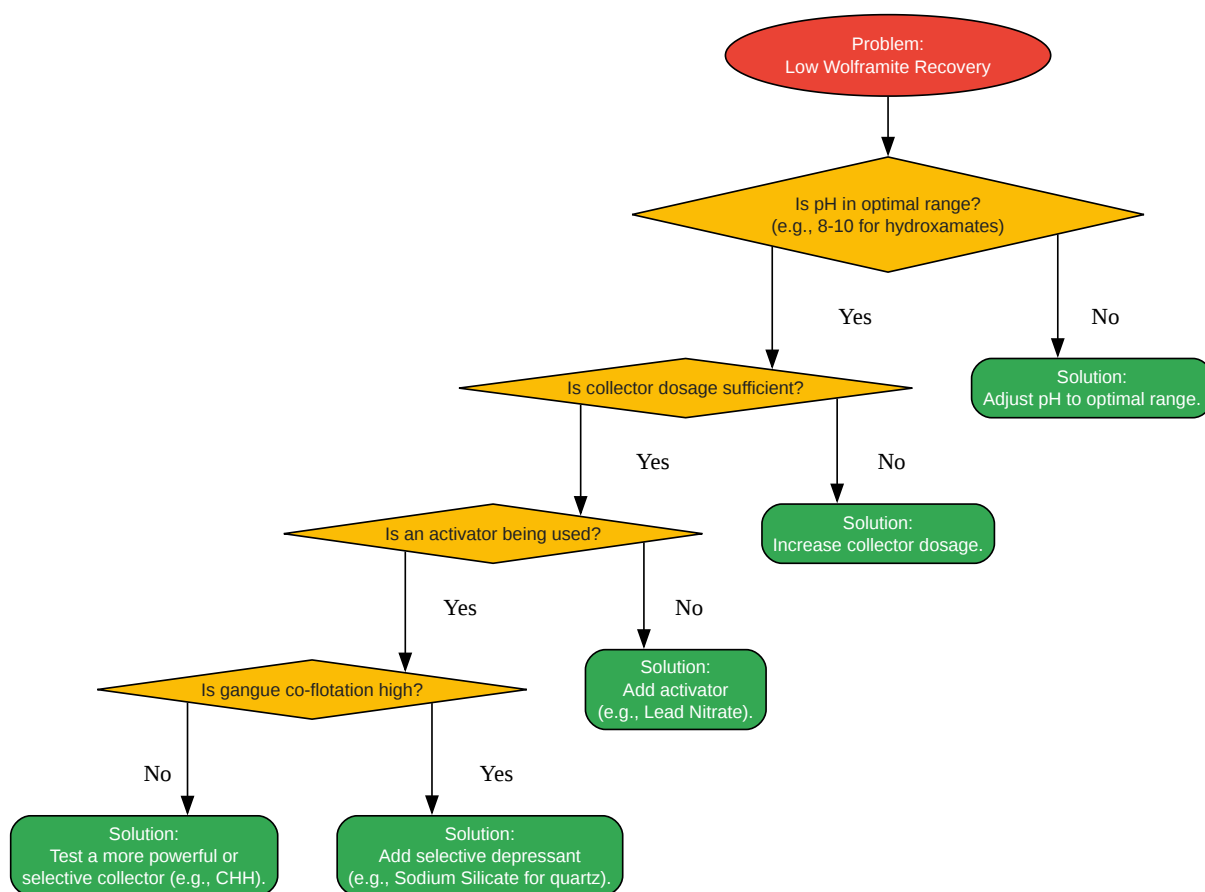 Problem:
Low Wolframite Recovery
Is pH in optimal range?
(e.g., 8-10 for hydroxamates)
Yes
No
Is collector dosage sufficient?
Solution:
Adjust pH to optimal range.
Yes
No
Is an activator being used?
Solution:
Increase collector dosage.
Yes
No
Is gangue co-flotation high?
Solution:
Add activator
(e.g., Lead Nitrate).
No
Yes
Solution:
Test a more powerful or
selective collector (e.g., CHH).
Solution:
Add selective depressant
(e.g., Sodium Silicate for quartz).